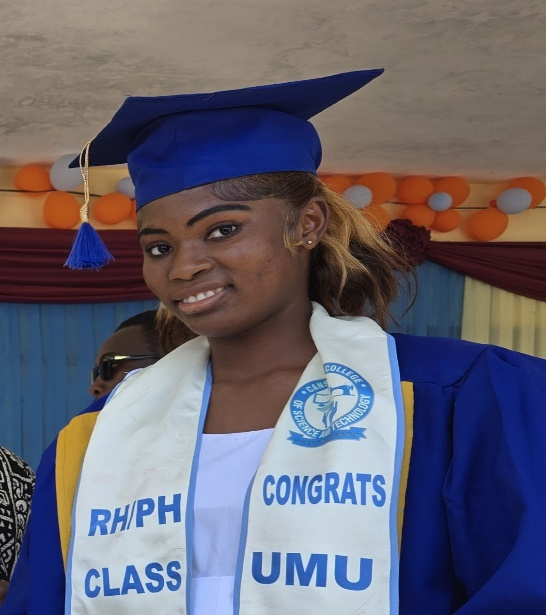 COLLEGE
OF SCIENCE AND TECHNOLOGY
RH/PH
CLASS
CONGRATS
UMU